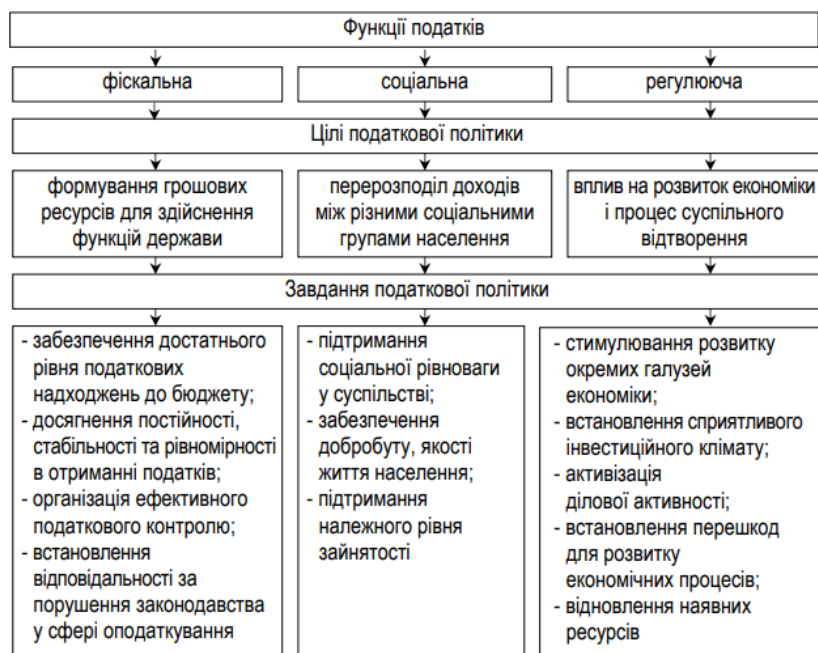 Функції податків
фіскальна
соціальна
регулююча
Цілі податкової політики
формування грошових
ресурсів для здійснення
функцій держави
перерозподіл доходів
між різними соціальними
групами населення
вплив на розвиток економіки
і процес суспільного
відтворення
Завдання податкової політики
- забезпечення достатнього
рівня податкових
надходжень до бюджету;
- досягнення постійності,
стабільності та рівномірності
в отриманні податків;
- організація ефективного
податкового контролю;
- встановлення
відповідальності за
порушення законодавства
у сфері оподаткування
- підтримання
соціальної рівноваги
у суспільстві;
- забезпечення
добробуту, якості
життя населення;
- підтримання
належного рівня
зайнятості
- стимулювання розвитку
окремих галузей
економіки;
- встановлення сприятливого
інвестиційного клімату;
- активізація
ділової активності;
- встановлення перешкод
для розвитку
економічних процесів;
- відновлення наявних
ресурсів